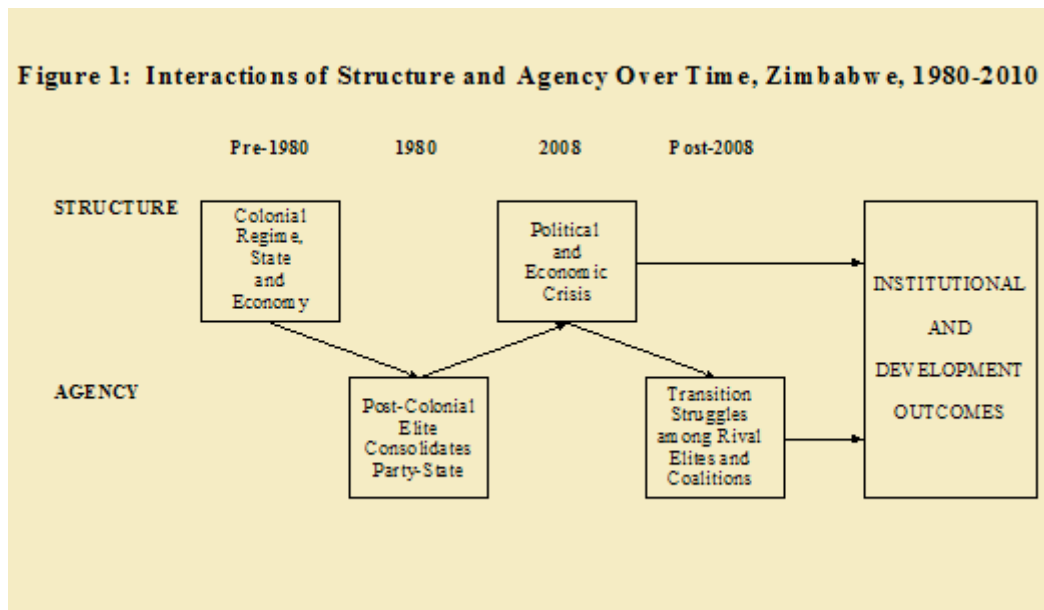 Figure 1: Interactions of Structure and Agency Over Time, Zimbabwe, 1980-2010
Pre-1980 1980 2008 Post-2008
STRUCTURE
Colonial
Regime,
State
and
Economy
Political
and
Economic
Crisis
INSTITUTIONAL
AND
DEVELOPMENT
OUTCOMES
AGENCY
Post-Colonial
Elite
Consolidates
Party-State
Transition
Struggles
among Rival
Elites and
Coalitions